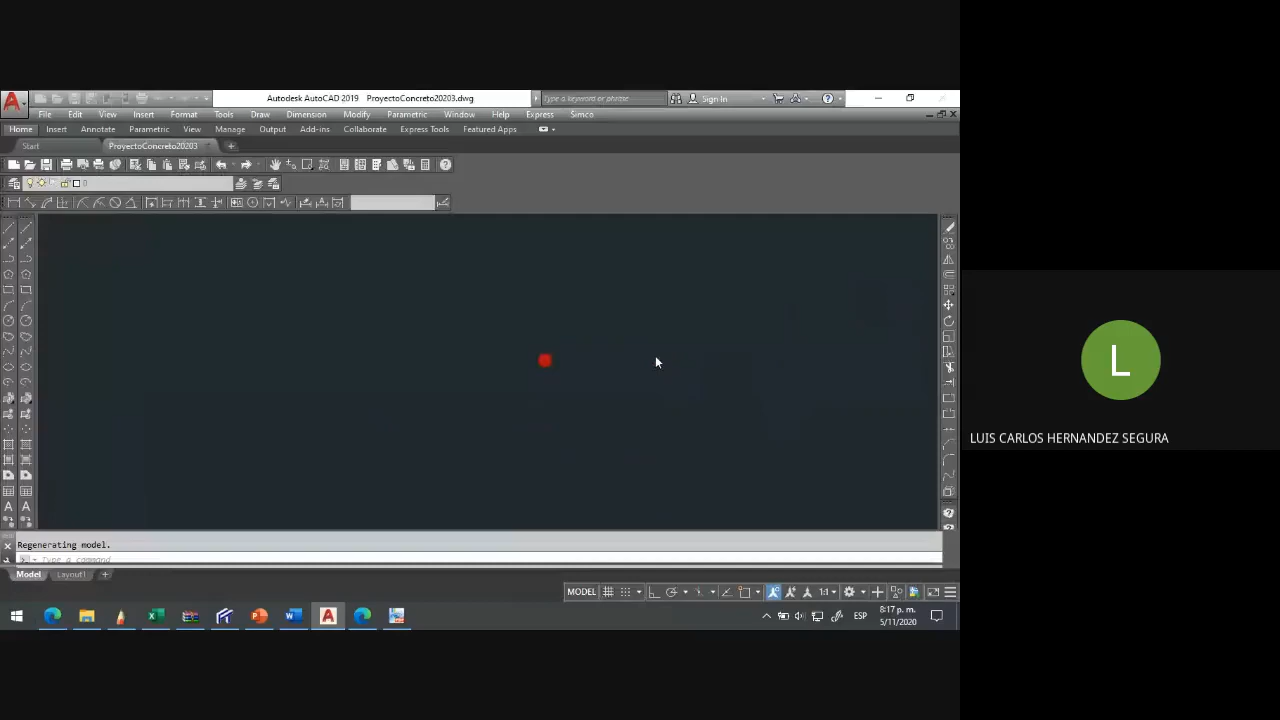 Autodesk AutoCAD 2019 ProyectoConcreto20203.dwg
Type a keyword or phrase
Sign In
File Edit View Insert Format Tools Draw Dimension Modify Parametric Window Help Express Simco
Home Insert Annotate Parametric View Manage Output Add-ins Collaborate Express Tools Featured Apps
Start ProyectoConcreto20203
0
A A
L
LUIS CARLOS HERNANDEZ SEGURA
Regenerating model.
Type a command
Model Layout1 +
MODEL 1:1
ESP
8:17 p. m.
5/11/2020